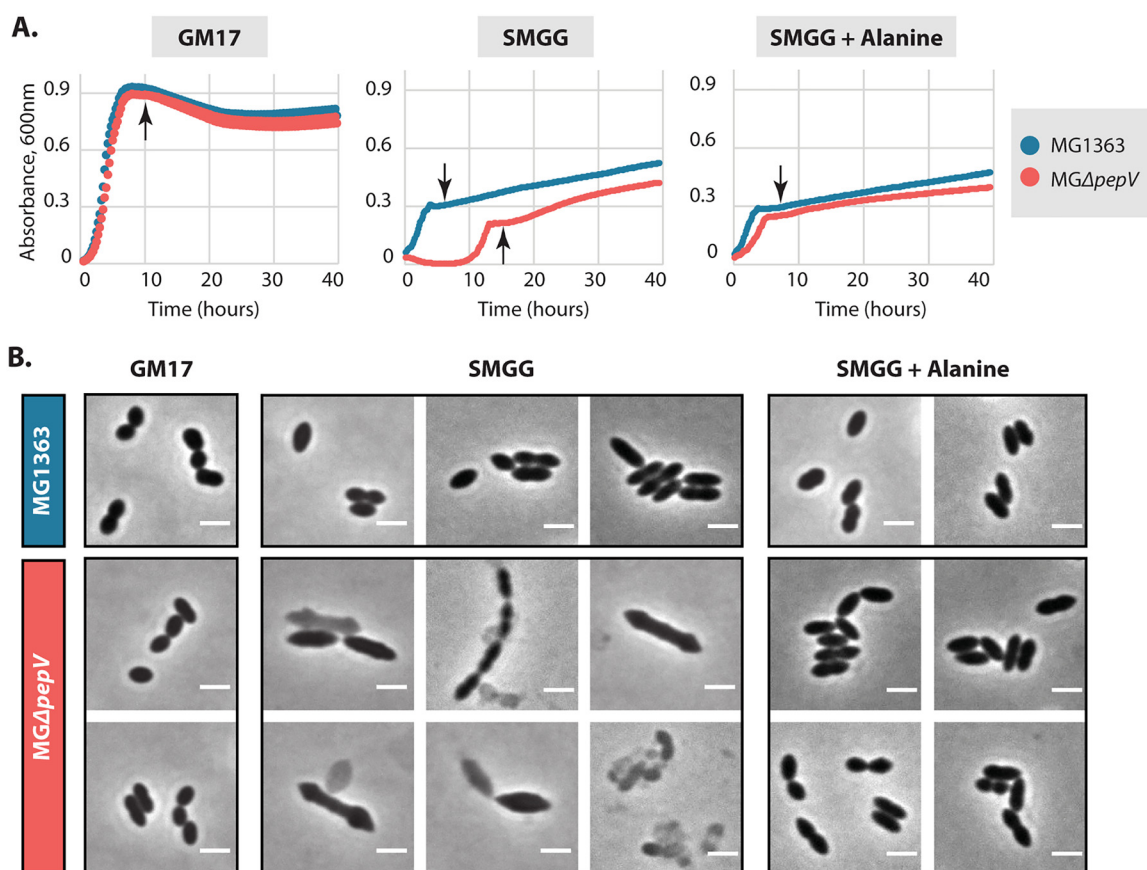 A.
GM17
SMGG
SMGG + Alanine
Absorbance, 600nm
0.9
0.6
0.3
0
0 10 20 30 40
Time (hours)
0.9
0.6
0.3
0
0 10 20 30 40
Time (hours)
0.9
0.6
0.3
0
0 10 20 30 40
Time (hours)
MG1363
MGΔpepV
B.
GM17
SMGG
SMGG + Alanine
MG1363
MGΔpepV